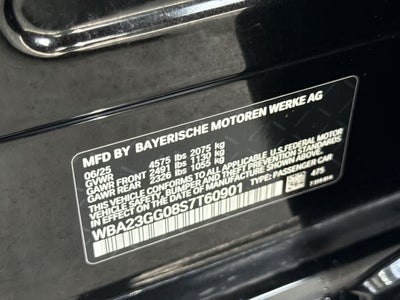 MFD BY BAYERISCHE MOTOREN WERKE AG
06/25
GVWR 4575 lbs 2075 kg
GAWR FRONT 2491 lbs 1130 kg
GAWR REAR 2326 lbs 1055 kg
THIS VEHICLE CONFORMS TO ALL APPLICABLE U.S. FEDERAL MOTOR
VEHICLE SAFETY, BUMPER, AND THEFT PREVENTION STANDARDS IN EFFECT
ON THE DATE OF MANUFACTURE SHOWN ABOVE.
WBA23GG08S7T60901 TYPE: PASSENGER CAR
475